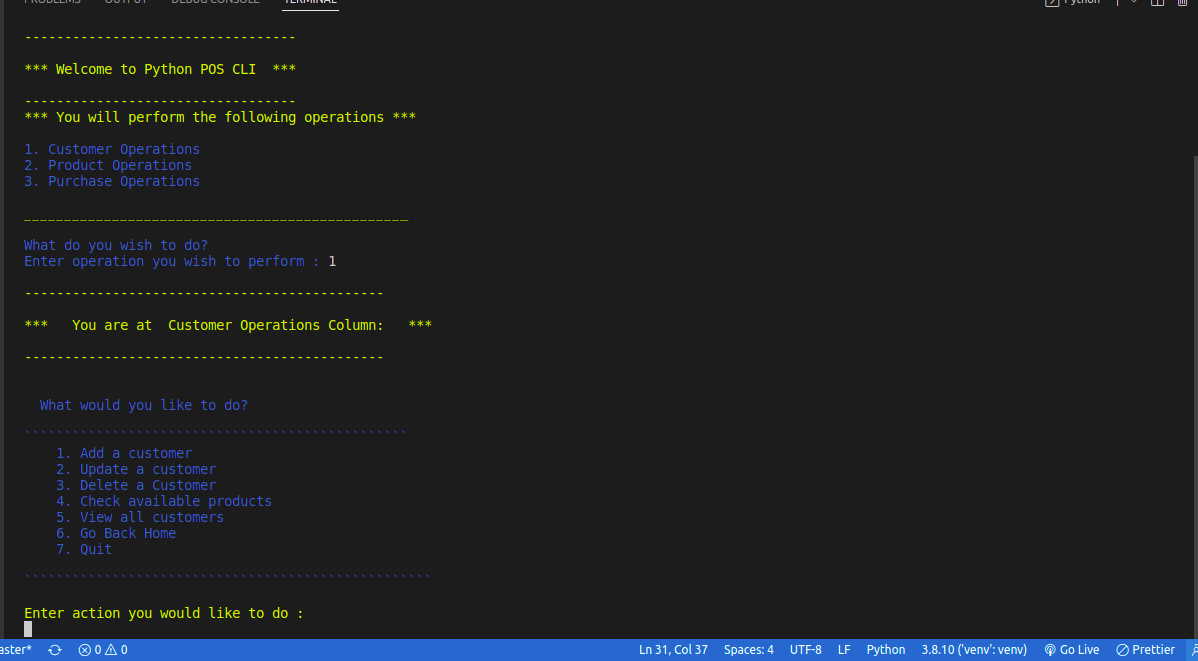 PROBLEMS OUTPUT DEBUG CONSOLE TERMINAL Python
----------------------------------
*** Welcome to Python POS CLI  ***
----------------------------------
*** You will perform the following operations ***
1. Customer Operations
2. Product Operations
3. Purchase Operations
________________________________________________
What do you wish to do?
Enter operation you wish to perform : 1
---------------------------------------------
***   You are at  Customer Operations Column:   ***
---------------------------------------------
What would you like to do?
````````````````````````````````````````````````
1. Add a customer
2. Update a customer
3. Delete a Customer
4. Check available products
5. View all customers
6. Go Back Home
7. Quit
```````````````````````````````````````````````````
Enter action you would like to do :
aster* 0 0 Ln 31, Col 37 Spaces: 4 UTF-8 LF Python 3.8.10 ('venv': venv) Go Live Prettier